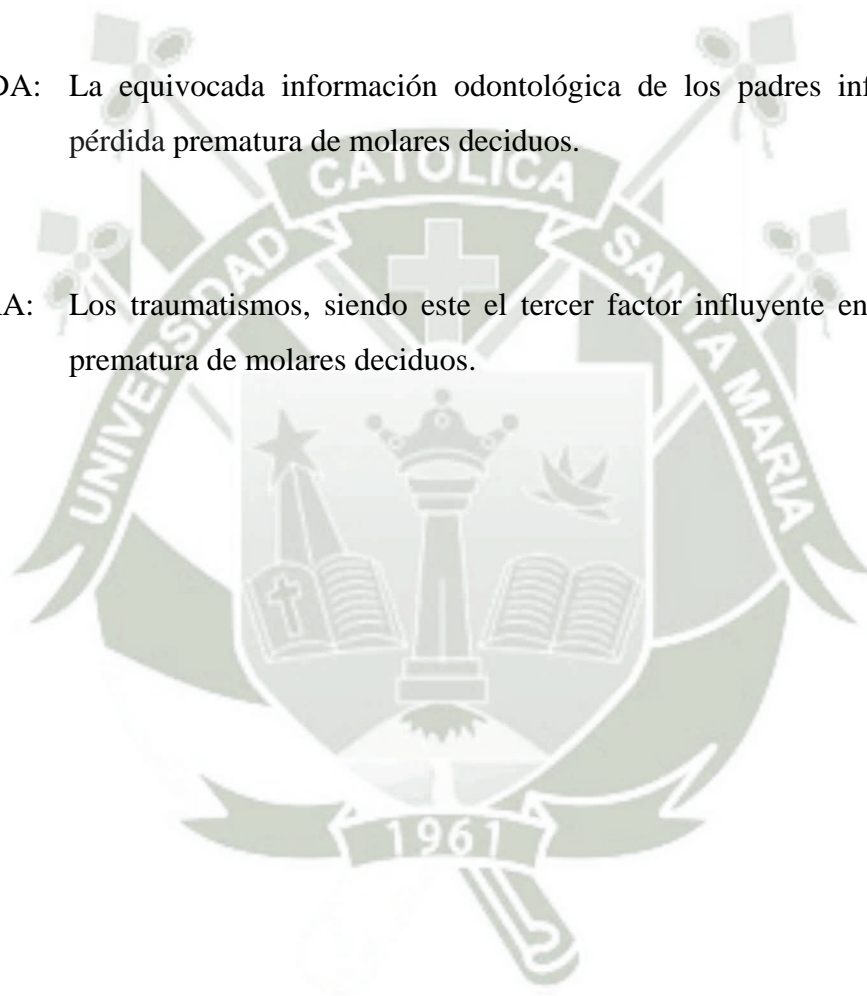 DA: La equivocada información odontológica de los padres inf
pérdida prematura de molares deciduos.
RA: Los traumatismos, siendo este el tercer factor influyente en
prematura de molares deciduos.
UNIVERSIDAD CATOLICA SANTA MARIA
1961